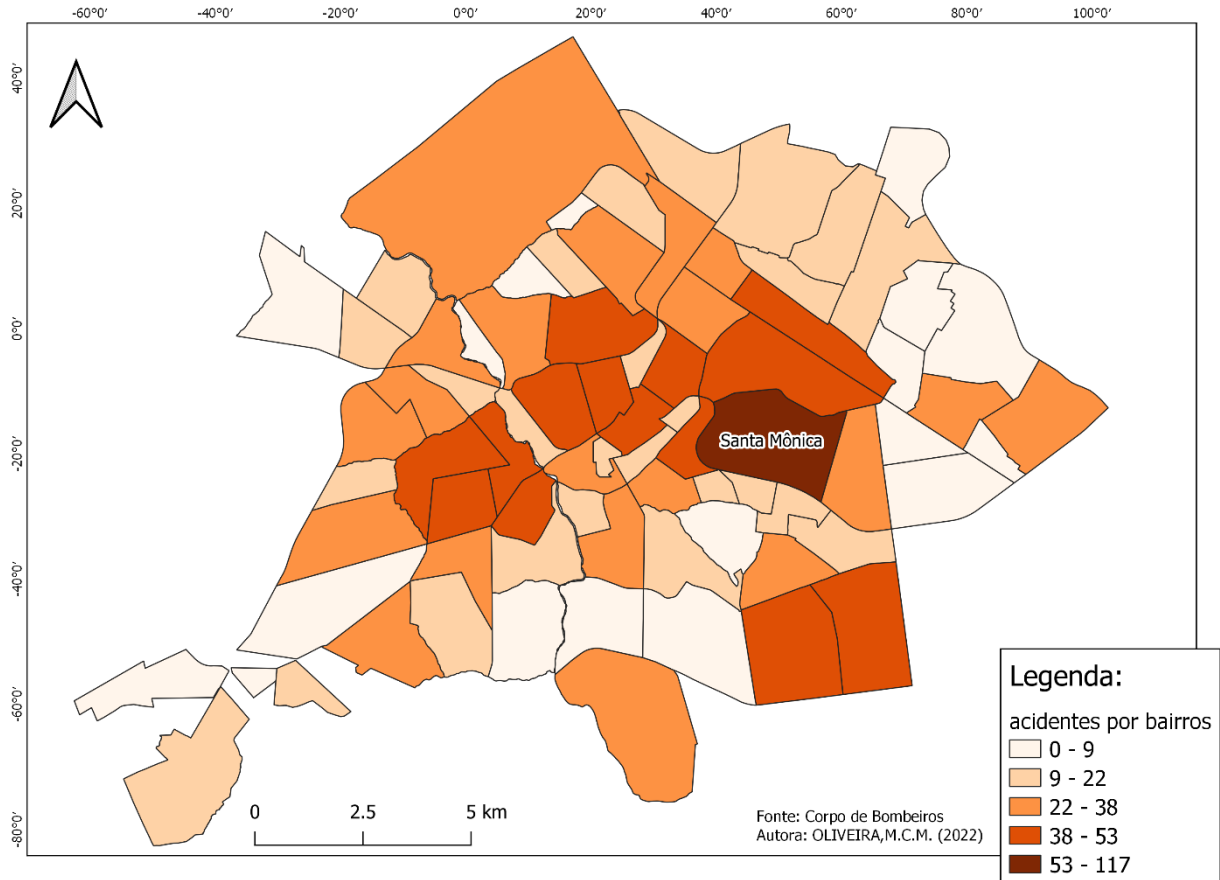 -60°0′ -40°0′ -20°0′ 0°0′ 20°0′ 40°0′ 60°0′ 80°0′ 100°0′
40°0′
20°0′
0°0′
-20°0′
-40°0′
-60°0′
-80°0′
Santa Mônica
0 2.5 5 km
Fonte: Corpo de Bombeiros
Autora: OLIVEIRA,M.C.M. (2022)
Legenda:
acidentes por bairros
0 - 9
9 - 22
22 - 38
38 - 53
53 - 117